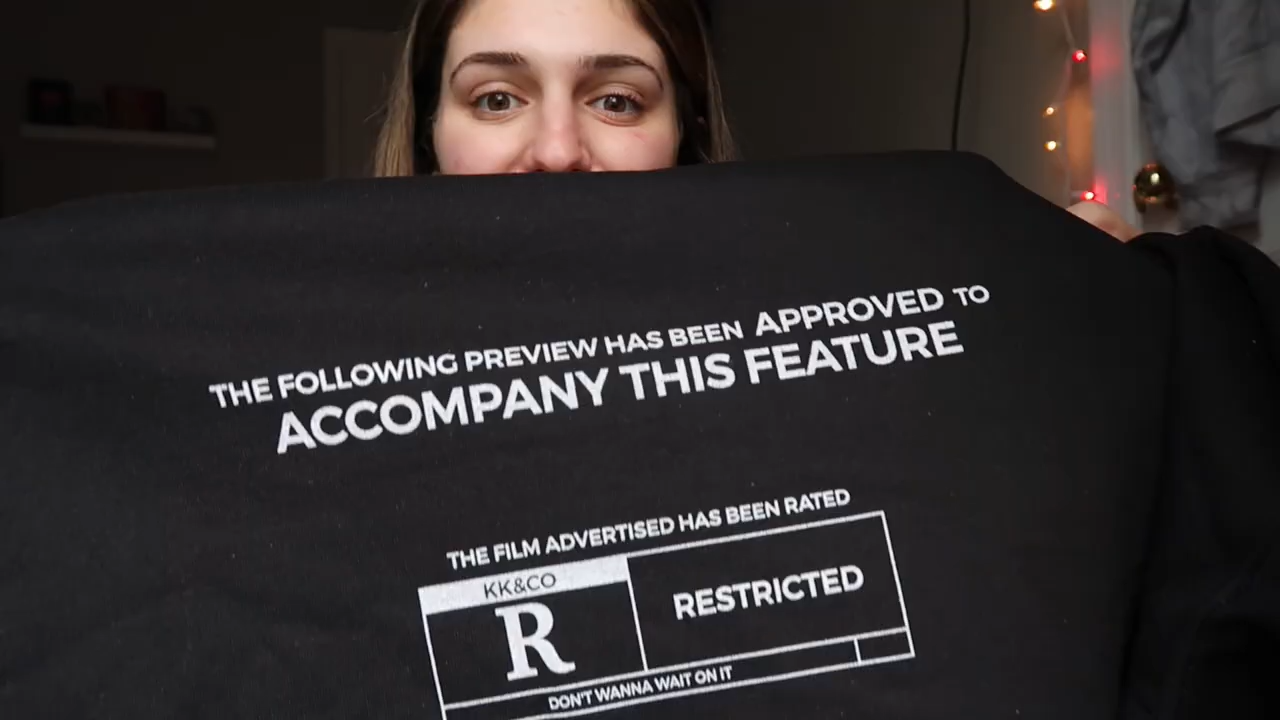 THE FOLLOWING PREVIEW HAS BEEN APPROVED TO
ACCOMPANY THIS FEATURE
THE FILM ADVERTISED HAS BEEN RATED
KK&CO
R
RESTRICTED
DON'T WANNA WAIT ON IT